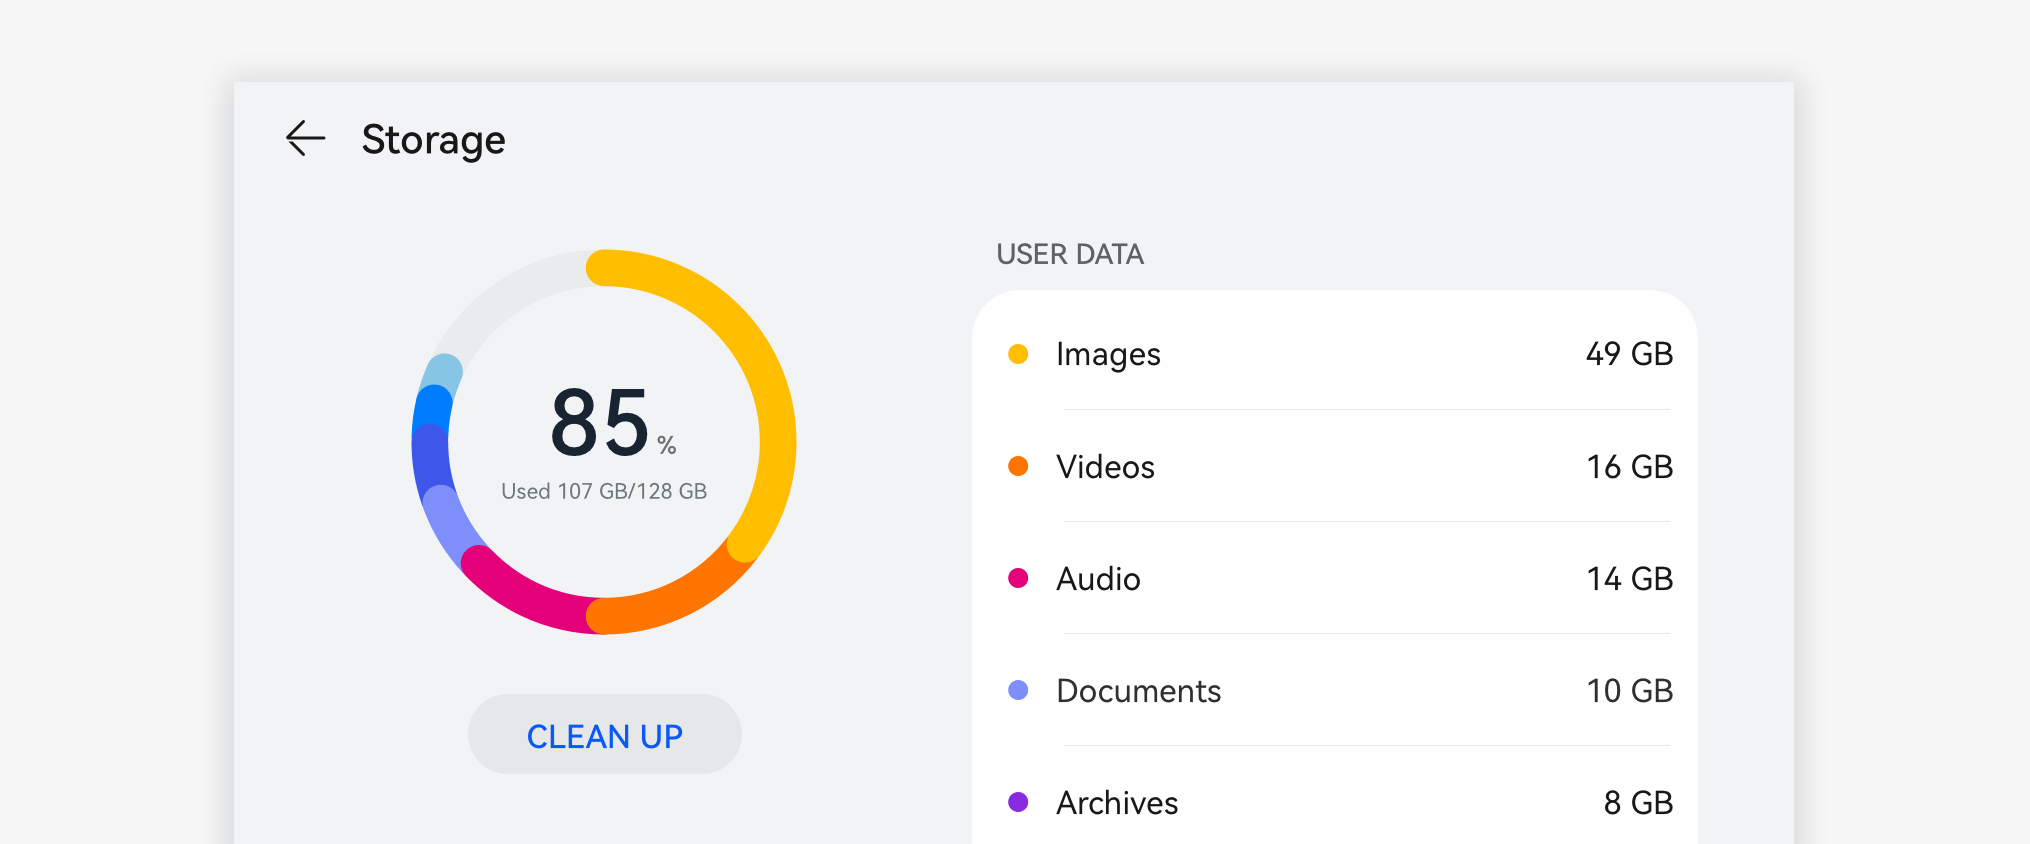 Storage
85 %
Used 107 GB/128 GB
CLEAN UP
USER DATA
Images 49 GB
Videos 16 GB
Audio 14 GB
Documents 10 GB
Archives 8 GB